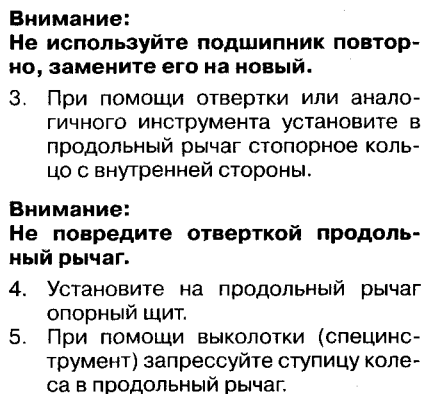 Внимание:
Не используйте подшипник повтор-
но, замените его на новый.
3. При помощи отвертки или анало-
гичного инструмента установите в
продольный рычаг стопорное коль-
цо с внутренней стороны.
Внимание:
Не повредите отверткой продоль-
ный рычаг.
4. Установите на продольный рычаг
опорный щит.
5. При помощи выколотки (специнс-
трумент) запрессуйте ступицу коле-
са в продольный рычаг.